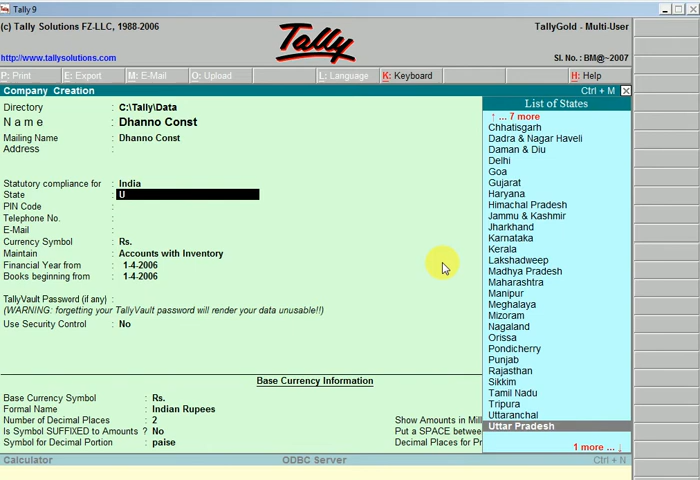 Tally 9
(c) Tally Solutions FZ-LLC, 1988-2006
TallyGold - Multi-User
Tally
http://www.tallysolutions.com
Sl. No. : BM@~2007
P: Print
E: Export
M: E-Mail
O: Upload
L: Language
K: Keyboard
H: Help
Company Creation
Ctrl + M
Directory : C:\Tally\Data
Name : Dhanno Const
Mailing Name : Dhanno Const
Address :
Statutory compliance for : India
State : U
PIN Code :
Telephone No. :
E-Mail :
Currency Symbol : Rs.
Maintain : Accounts with Inventory
Financial Year from : 1-4-2006
Books beginning from : 1-4-2006
TallyVault Password (if any) :
(WARNING: forgetting your TallyVault password will render your data unusable!!)
Use Security Control : No
Base Currency Information
Base Currency Symbol : Rs.
Formal Name : Indian Rupees
Number of Decimal Places : 2
Show Amounts in Mil
Is Symbol SUFFIXED to Amounts ? No
Put a SPACE betwee
Symbol for Decimal Portion : paise
Decimal Places for Pr
List of States
↑ ... 7 more
Chhatisgarh
Dadra & Nagar Haveli
Daman & Diu
Delhi
Goa
Gujarat
Haryana
Himachal Pradesh
Jammu & Kashmir
Jharkhand
Karnataka
Kerala
Lakshadweep
Madhya Pradesh
Maharashtra
Manipur
Meghalaya
Mizoram
Nagaland
Orissa
Pondicherry
Punjab
Rajasthan
Sikkim
Tamil Nadu
Tripura
Uttaranchal
Uttar Pradesh
1 more ... ↓
Calculator
ODBC Server
Ctrl + N